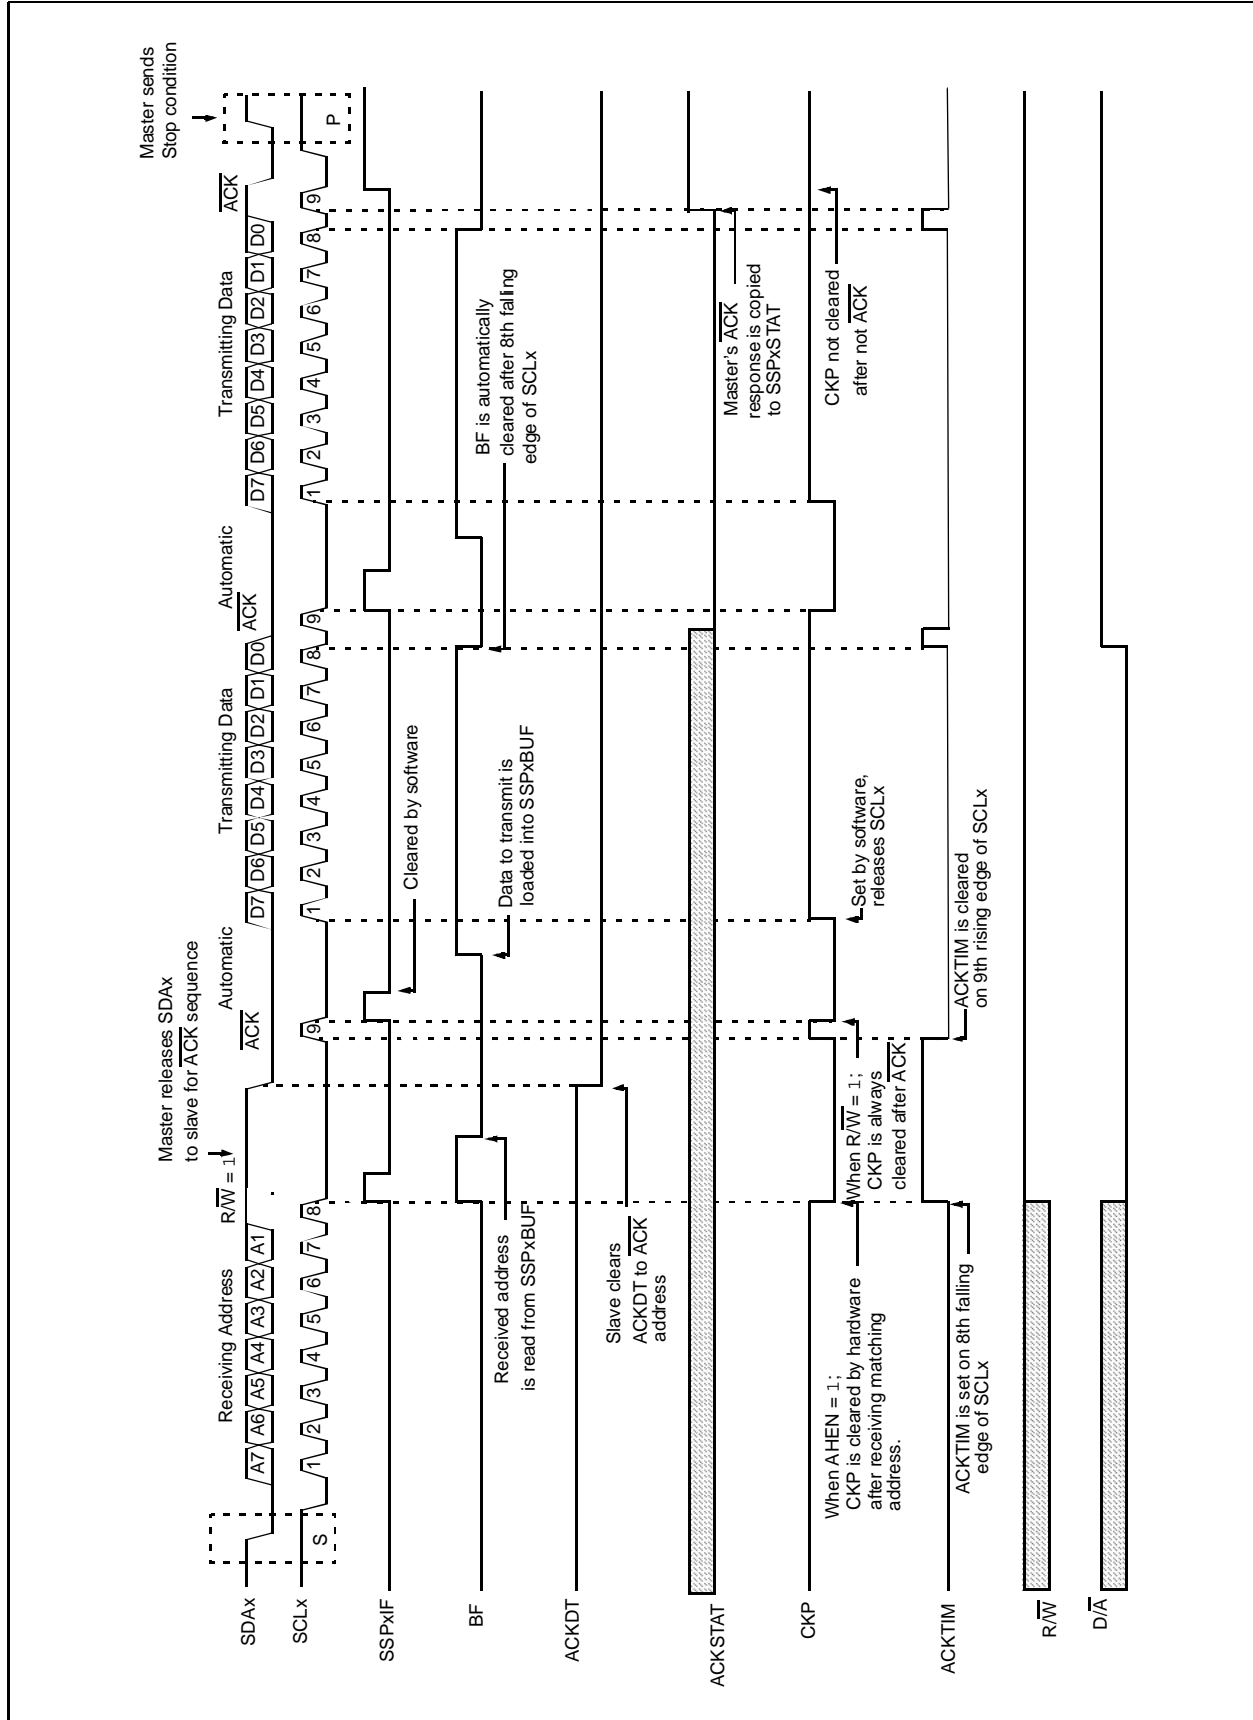 Master releases SDAx
to slave for A̅C̅K̅ sequence
Master sends
Stop condition
Receiving Address
R/W̅ = 1
Automatic
Transmitting Data
Automatic
Transmitting Data
A̅C̅K̅
A̅C̅K̅
A̅C̅K̅
SDAx
A7 A6 A5 A4 A3 A2 A1
D7 D6 D5 D4 D3 D2 D1 D0
D7 D6 D5 D4 D3 D2 D1 D0
SCLx
S
1 2 3 4 5 6 7 8 9
1 2 3 4 5 6 7 8 9
1 2 3 4 5 6 7 8 9
P
SSPxIF
Cleared by software
BF
Received address
is read from SSPxBUF
Data to transmit is
loaded into SSPxBUF
BF is automatically
cleared after 8th falling
edge of SCLx
ACKDT
Slave clears
ACKDT to A̅C̅K̅
address
ACKSTAT
Master's A̅C̅K̅
response is copied
to SSPxSTAT
CKP
When AHEN = 1;
CKP is cleared by hardware
after receiving matching
address.
When R/W̅ = 1;
CKP is always
cleared after A̅C̅K̅
Set by software,
releases SCLx
CKP not cleared
after not A̅C̅K̅
ACKTIM
ACKTIM is set on 8th falling
edge of SCLx
ACKTIM is cleared
on 9th rising edge of SCLx
R/W̅
D/A̅